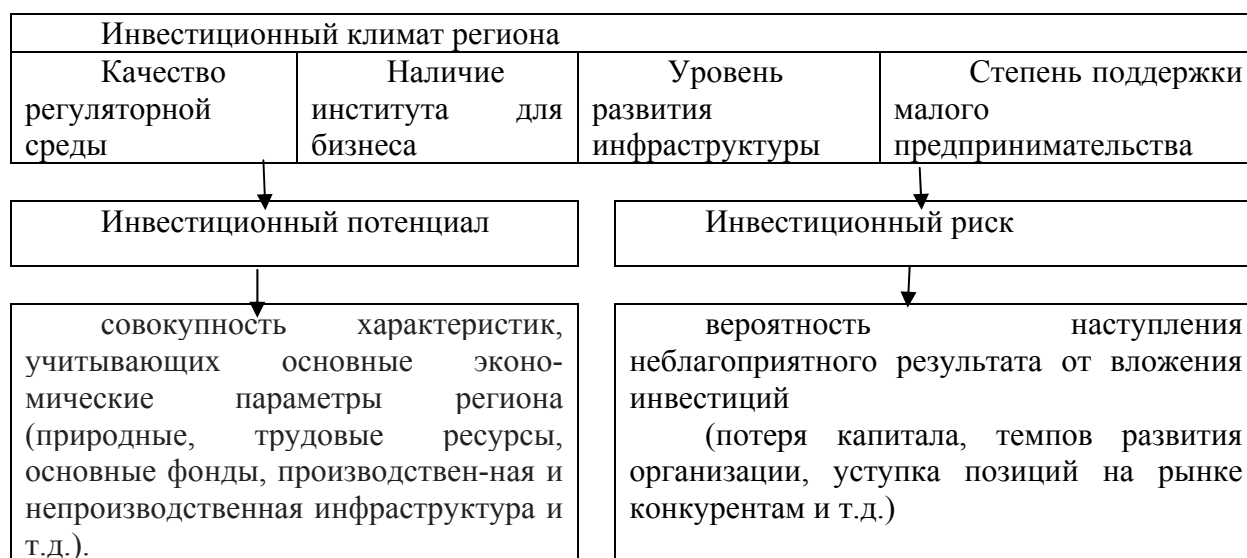 Инвестиционный климат региона
Качество
регуляторной
среды
Наличие
института для
бизнеса
Уровень
развития
инфраструктуры
Степень поддержки
малого
предпринимательства
Инвестиционный потенциал
Инвестиционный риск
совокупность характеристик,
учитывающих основные эконо-
мические параметры региона
(природные, трудовые ресурсы,
основные фонды, производствен-ная и
непроизводственная инфраструктура и
т.д.).
вероятность наступления
неблагоприятного результата от вложения
инвестиций
(потеря капитала, темпов развития
организации, уступка позиций на рынке
конкурентам и т.д.)